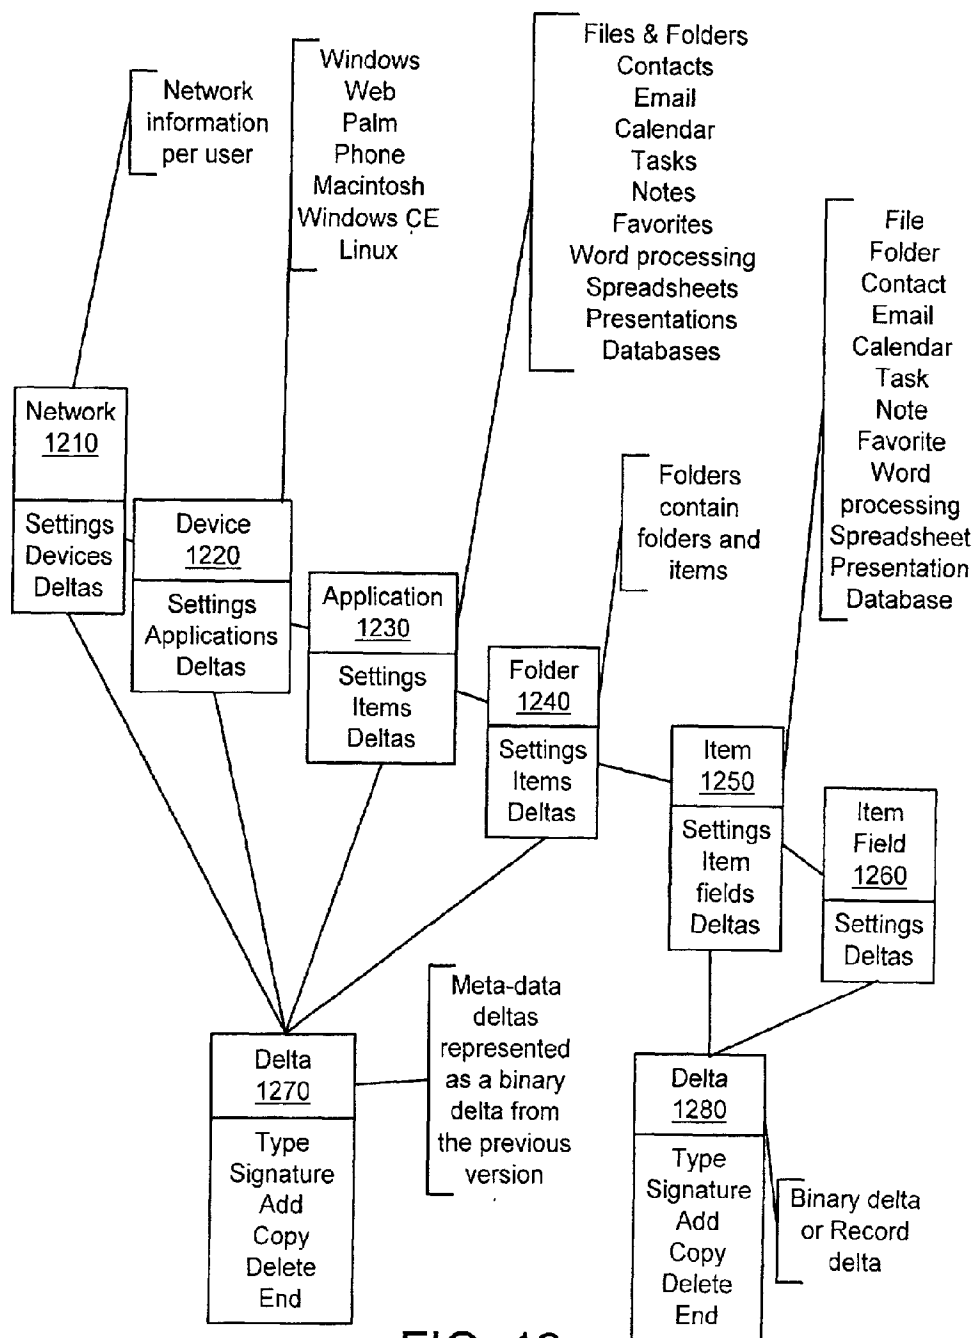 Network
information
per user
Windows
Web
Palm
Phone
Macintosh
Windows CE
Linux
Files & Folders
Contacts
Email
Calendar
Tasks
Notes
Favorites
Word processing
Spreadsheets
Presentations
Databases
File
Folder
Contact
Email
Calendar
Task
Note
Favorite
Word
processing
Spreadsheet
Presentation
Database
Folders
contain
folders and
items
Network
1210
Settings
Devices
Deltas
Device
1220
Settings
Applications
Deltas
Application
1230
Settings
Items
Deltas
Folder
1240
Settings
Items
Deltas
Item
1250
Settings
Item
fields
Deltas
Item
Field
1260
Settings
Deltas
Delta
1270
Type
Signature
Add
Copy
Delete
End
Meta-data
deltas
represented
as a binary
delta from
the previous
version
Delta
1280
Type
Signature
Add
Copy
Delete
End
Binary delta
or Record
delta